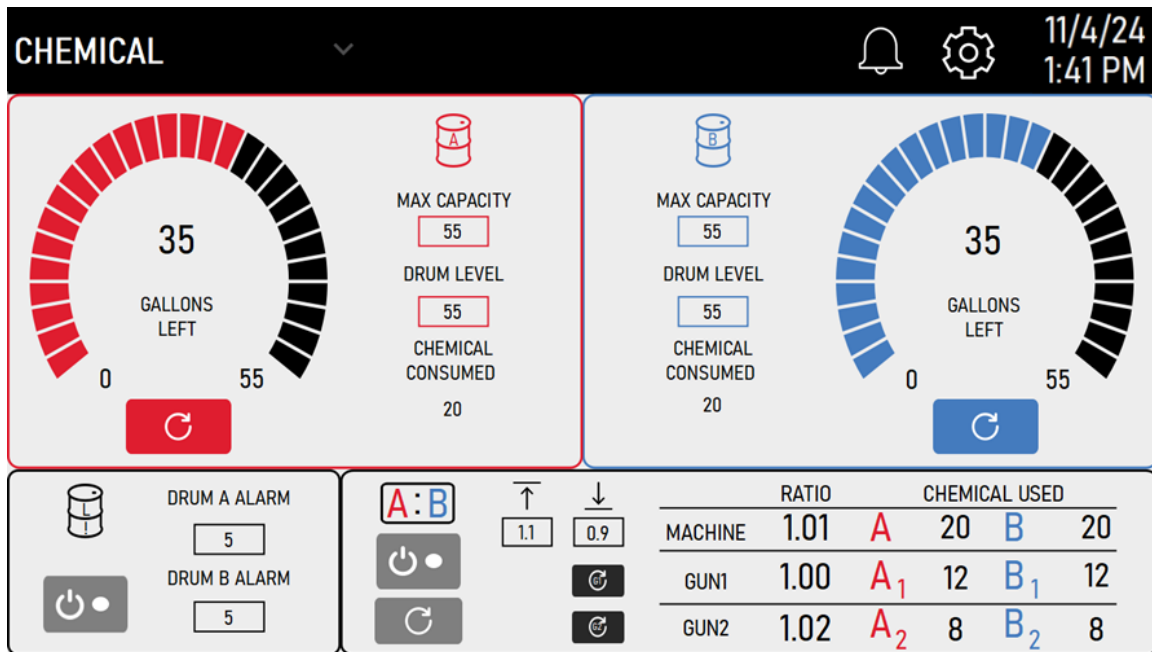 CHEMICAL
11/4/24
1:41 PM
35
GALLONS
LEFT
0
55
A
MAX CAPACITY
55
DRUM LEVEL
55
CHEMICAL
CONSUMED
20
B
MAX CAPACITY
55
DRUM LEVEL
55
CHEMICAL
CONSUMED
20
35
GALLONS
LEFT
0
55
L
DRUM A ALARM
5
DRUM B ALARM
5
A:B
1.1
0.9
G1
G2
RATIO CHEMICAL USED
MACHINE 1.01 A 20 B 20
GUN1 1.00 A1 12 B1 12
GUN2 1.02 A2 8 B2 8